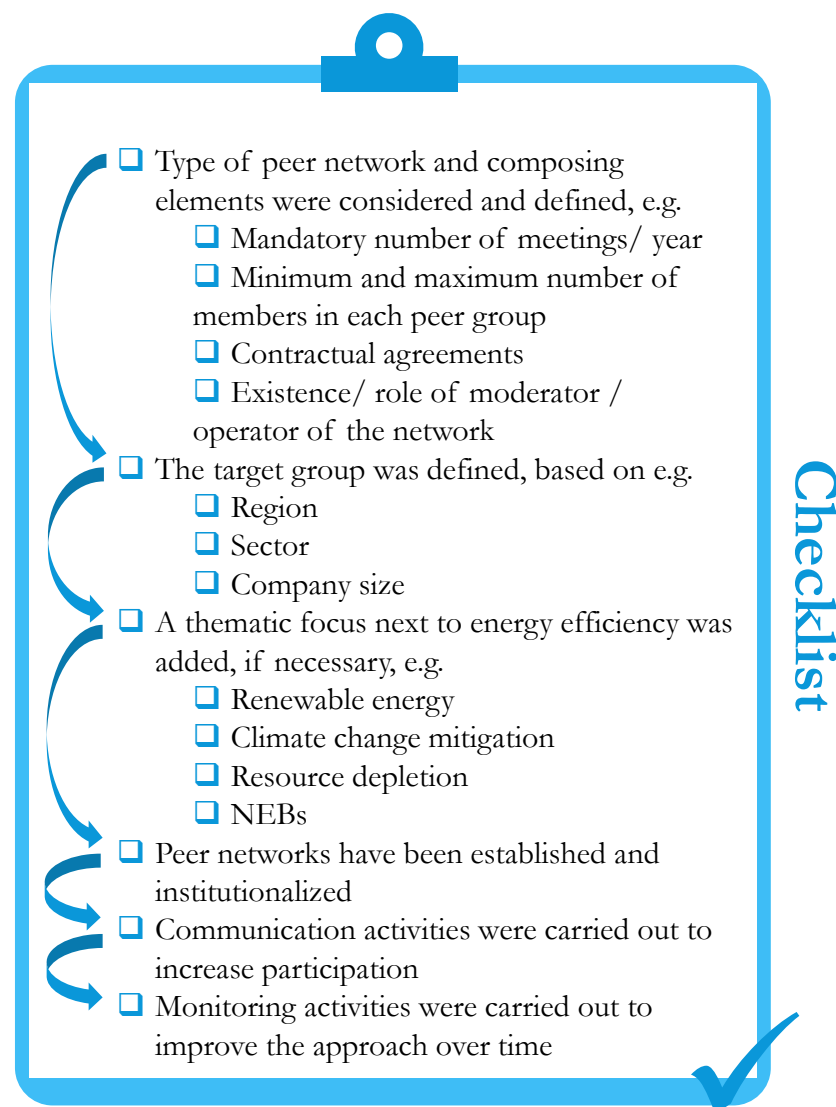 Type of peer network and composing
elements were considered and defined, e.g.
Mandatory number of meetings/ year
Minimum and maximum number of
members in each peer group
Contractual agreements
Existence/ role of moderator /
operator of the network
The target group was defined, based on e.g.
Region
Sector
Company size
A thematic focus next to energy efficiency was
added, if necessary, e.g.
Renewable energy
Climate change mitigation
Resource depletion
NEBs
Peer networks have been established and
institutionalized
Communication activities were carried out to
increase participation
Monitoring activities were carried out to
improve the approach over time
Checklist